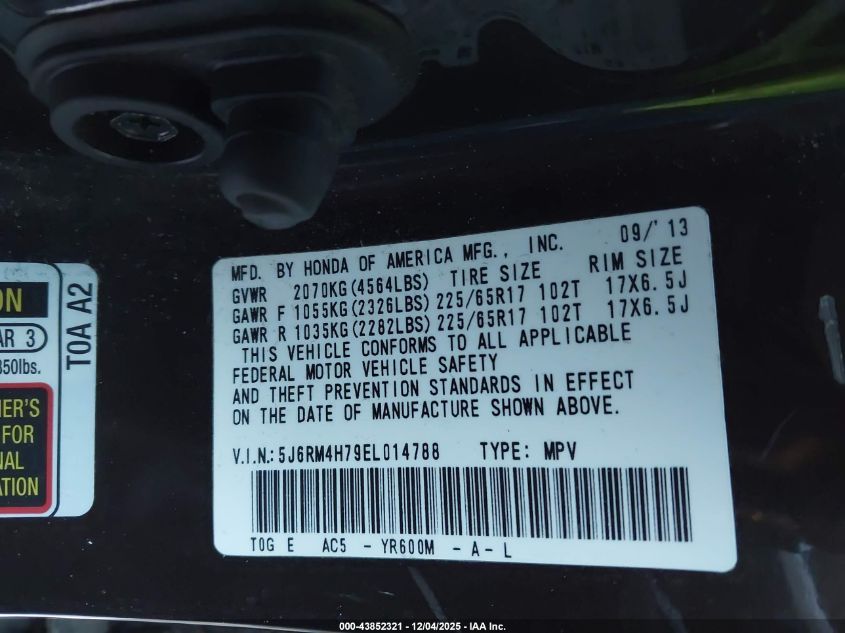 ON
AR 3
350lbs.
ER'S
FOR
NAL
ATION
TOA A2
MFD. BY HONDA OF AMERICA MFG., INC. 09/'13
GVWR 2070KG(4564LBS) TIRE SIZE RIM SIZE
GAWR F 1055KG(2326LBS) 225/65R17 102T 17X6.5J
GAWR R 1035KG(2282LBS) 225/65R17 102T 17X6.5J
THIS VEHICLE CONFORMS TO ALL APPLICABLE
FEDERAL MOTOR VEHICLE SAFETY
AND THEFT PREVENTION STANDARDS IN EFFECT
ON THE DATE OF MANUFACTURE SHOWN ABOVE.
V.I.N.: 5J6RM4H79EL014788 TYPE: MPV
TOG E AC5 - YR600M - A - L
000-43852321 - 12/04/2025 - IAA Inc.